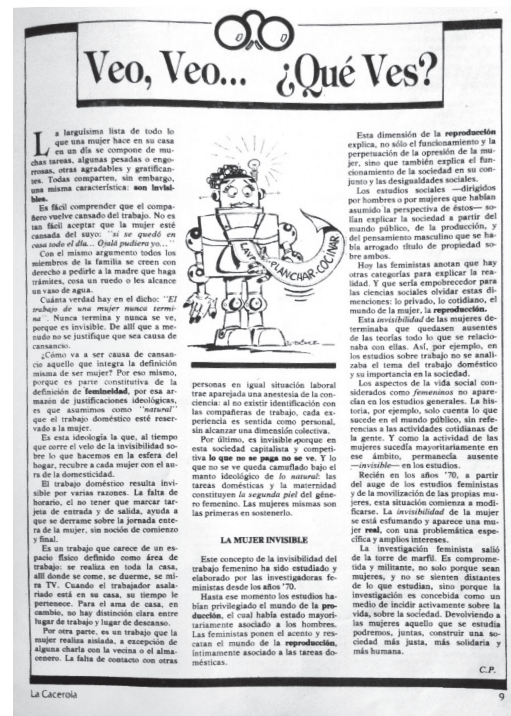 Veo, Veo... ¿Qué Ves?
La larguísima lista de todo lo
que una mujer hace en su casa
en un día se compone de mu-
chas tareas, algunas pesadas o engo-
rrosas, otras agradables y gratifican-
tes. Todas comparten, sin embargo,
una misma característica: son invisi-
bles.
Es fácil comprender que el compa-
ñero vuelve cansado del trabajo. No es
tan fácil aceptar que la mujer esté
cansada del suyo: "si se quedó en
casa todo el día... Ojalá pudiera yo..."
Con el mismo argumento todos los
miembros de la familia se creen con
derecho a pedirle a la madre que haga
trámites, cosa un ruedo o les alcance
un vaso de agua.
Cuánta verdad hay en el dicho: "El
trabajo de una mujer nunca termi-
na". Nunca termina y nunca se ve,
porque es invisible. De allí que a me-
nudo no se justifique que sea causa de
cansancio.
¿Cómo va a ser causa de cansan-
cio aquello que integra la definición
misma de ser mujer? Por eso mismo,
porque es parte constitutiva de la
definición de femineidad, por esa ar-
mazón de justificaciones ideológicas,
es que asumimos como "natural"
que el trabajo doméstico esté reser-
vado a la mujer.
Es esta ideología la que, al tiempo
que corre el velo de la invisibilidad so-
bre lo que hacemos en la esfera del
hogar, recubre a cada mujer con el au-
ra de la domesticidad.
El trabajo doméstico resulta invi-
sible por varias razones. La falta de
horario, el no tener que marcar tar-
jeta de entrada y de salida, ayuda a
que se derrame sobre la jornada ente-
ra de la mujer, sin noción de comienzo
y final.
Es un trabajo que carece de un es-
pacio físico definido como área de
trabajo: se realiza en toda la casa,
allí donde se come, se duerme, se mi-
ra TV. Cuando el trabajador asala-
riado está en su casa, su tiempo le
pertenece. Para el ama de casa, en
cambio, no hay distinción clara entre
lugar de trabajo y lugar de descanso.
Por otra parte, es un trabajo que la
mujer realiza aislada, a excepción de
alguna charla con la vecina o el alma-
cenero. La falta de contacto con otras
LAVAR-PLANCHAR-COCINAR
personas en igual situación laboral
trae aparejada una anestesia de la con-
ciencia: al no existir identificación con
las compañeras de trabajo, cada ex-
periencia es sentida como personal,
sin alcanzar una dimensión colectiva.
Por último, es invisible porque en
esta sociedad capitalista y competi-
tiva lo que no se paga no se ve. Y lo
que no se ve queda camuflado bajo el
manto ideológico de lo natural: las
tareas domésticas y la maternidad
constituyen la segunda piel del géne-
ro femenino. Las mujeres mismas son
las primeras en sostenerlo.
LA MUJER INVISIBLE
Este concepto de la invisibilidad del
trabajo femenino ha sido estudiado y
elaborado por las investigadoras fe-
ministas desde los años '70.
Hasta ese momento los estudios ha-
bían privilegiado el mundo de la pro-
ducción, el cual había estado mayori-
tariamente asociado a los hombres.
Las feministas ponen el acento y res-
catan el mundo de la reproducción,
íntimamente asociado a las tareas do-
mésticas.
Esta dimensión de la reproducción
explica, no sólo el funcionamiento y la
perpetuación de la opresión de la mu-
jer, sino que también explica el fun-
cionamiento de la sociedad en su con-
junto y las desigualdades sociales.
Los estudios sociales —dirigidos
por hombres o por mujeres que habían
asumido la perspectiva de éstos— so-
lían explicar la sociedad a partir del
mundo público, de la producción, y
del pensamiento masculino que se ha-
bía arrogado título de propiedad so-
bre ambos.
Hoy las feministas anotan que hay
otras categorías para explicar la rea-
lidad. Y que sería empobrecedor para
las ciencias sociales olvidar estas di-
menciones: lo privado, lo cotidiano, el
mundo de la mujer, la reproducción.
Esta invisibilidad de las mujeres de-
terminaba que quedasen ausentes
de las teorías todo lo que se relacio-
naba con ellas. Así, por ejemplo, en
los estudios sobre trabajo no se anali-
zaba el tema del trabajo doméstico
y su importancia en la sociedad.
Los aspectos de la vida social con-
siderados como femeninos no apare-
cían en los estudios generales. La his-
toria, por ejemplo, solo cuenta lo que
sucede en el mundo público, sin refe-
rencias a las actividades cotidianas de
la gente. Y como la actividad de las
mujeres sucedía mayoritariamente en
ese ámbito, permanecía ausente
—invisible— en los estudios.
Recién en los años '70, a partir
del auge de los estudios feministas
y de la movilización de las propias mu-
jeres, esta situación comienza a modi-
ficarse. La invisibilidad de la mujer
se está esfumando y aparece una mu-
jer real, con una problemática espe-
cífica y amplios intereses.
La investigación feminista salió
de la torre de marfil. Es comprome-
tida y militante, no solo porque sean
mujeres, y no se sienten distantes
de lo que estudian, sino porque la
investigación es concebida como un
medio de incidir activamente sobre la
vida, sobre la sociedad. Devolviendo a
las mujeres aquello que se estudia
podremos, juntas, construir una so-
ciedad más justa, más solidaria y
más humana.
C.P.
La Cacerola
9